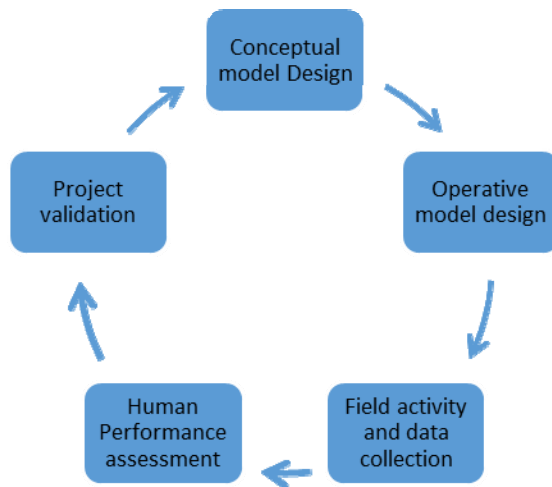 Conceptual
model Design
Operative
model design
Field activity
and data
collection
Human
Performance
assessment
Project
validation